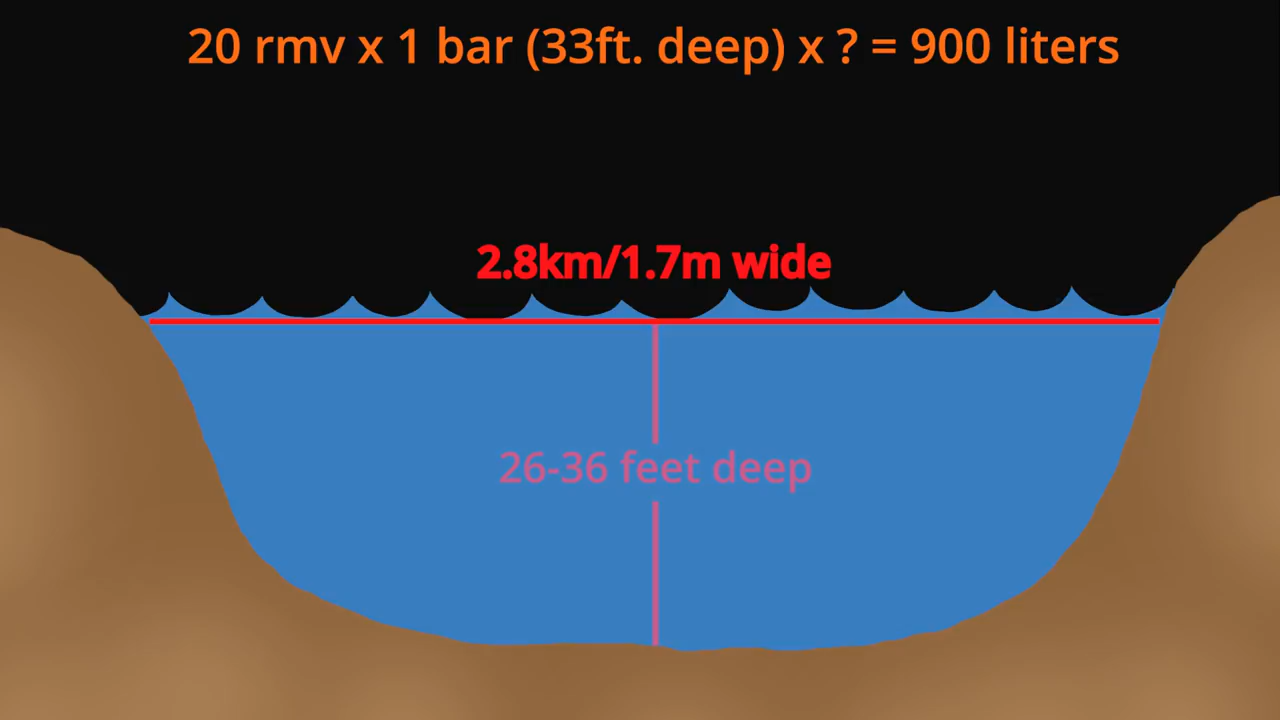 20 rmv x 1 bar (33ft. deep) x ? = 900 liters
2.8km/1.7m wide
26-36 feet deep